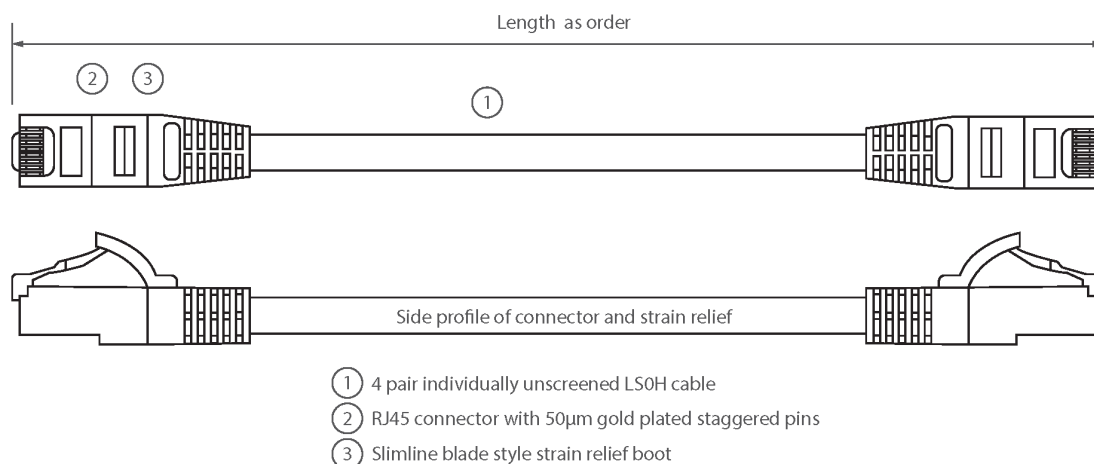 Length as order
2 3
1
Side profile of connector and strain relief
1 4 pair individually unscreened LS0H cable
2 RJ45 connector with 50µm gold plated staggered pins
3 Slimline blade style strain relief boot